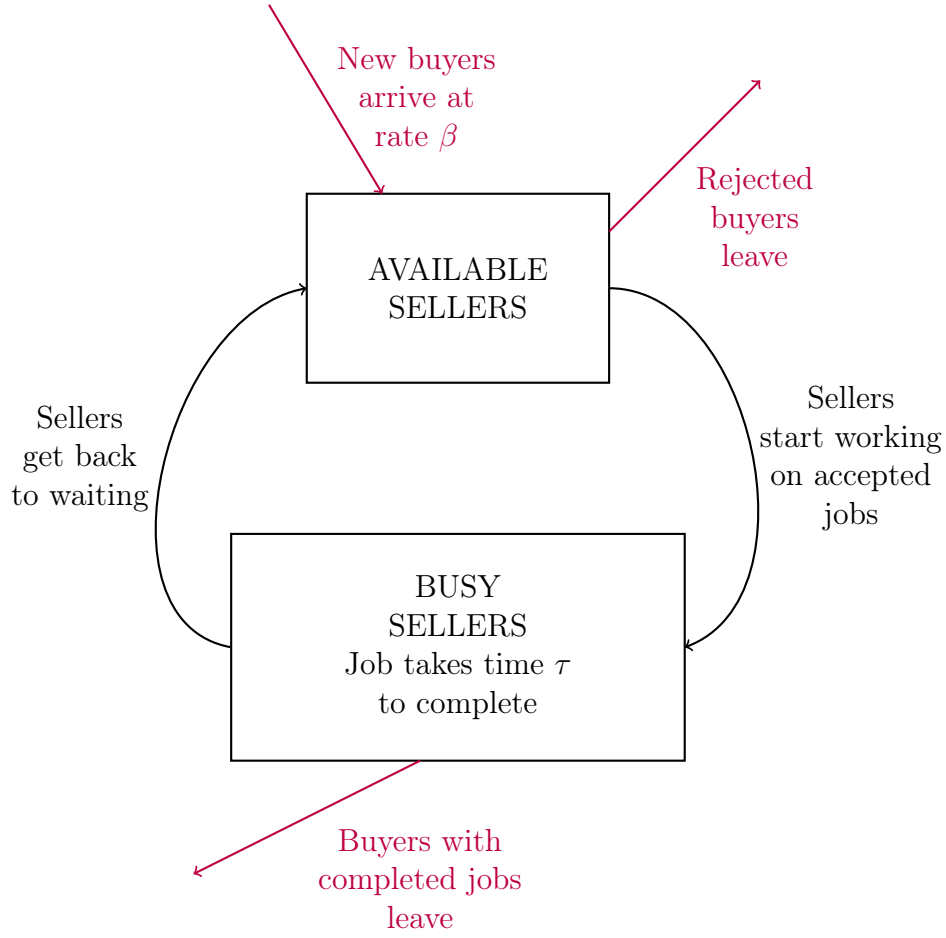 New buyers
arrive at
rate β
Rejected
buyers
leave
AVAILABLE
SELLERS
Sellers
get back
to waiting
Sellers
start working
on accepted
jobs
BUSY
SELLERS
Job takes time τ
to complete
Buyers with
completed jobs
leave